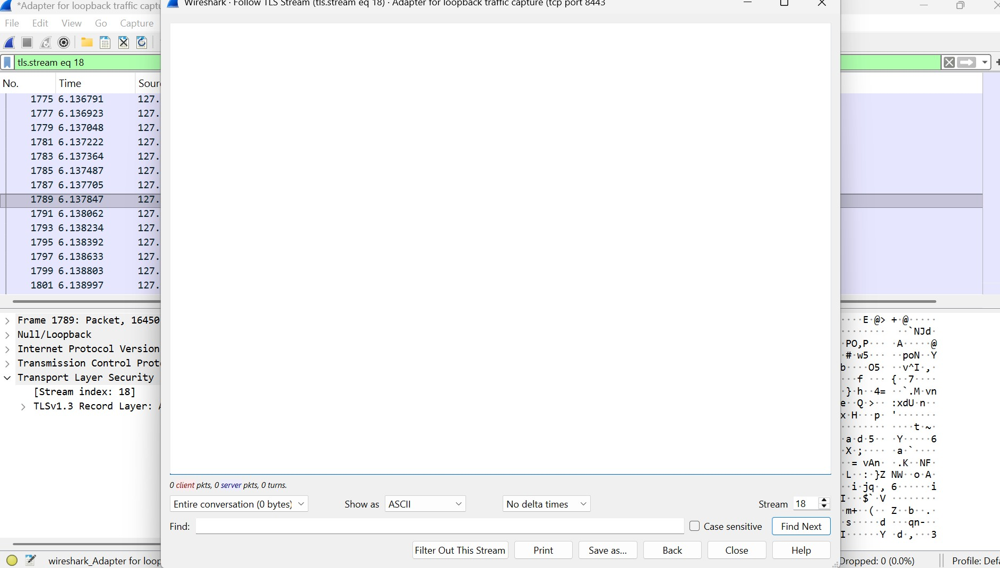 *Adapter for loopback traffic captu
Wireshark · Follow TLS Stream (tls.stream eq 18) · Adapter for loopback traffic capture (tcp port 8443
File Edit View Go Capture
tls.stream eq 18
No. Time Sour
1775 6.136791 127.
1777 6.136923 127.
1779 6.137048 127.
1781 6.137222 127.
1783 6.137364 127.
1785 6.137487 127.
1787 6.137705 127.
1789 6.137847 127.
1791 6.138062 127.
1793 6.138234 127.
1795 6.138392 127.
1797 6.138633 127.
1799 6.138803 127.
1801 6.138997 127.
Frame 1789: Packet, 16450
Null/Loopback
Internet Protocol Version
Transmission Control Prot
Transport Layer Security
[Stream index: 18]
TLSv1.3 Record Layer: A
····E·@> +·@·····
········· ··`NJd·
·PO,P··· ·A·····@
·#·w5··· ··poN··Y
b····O5· ··v^I·,·
···f ··· {··7····
·}·h··4= ··`.M·vn
e··Q·>·· :xdU·n··
x·H···p· '·······
········· ····t·~·
·a·d·5·· ·Y·····6
·X·;···· ·a·`····
··= vAn· ·.K··NF·
·L··:·}Z NW··o·A·
··i·jq·, 6······i
I···$`·V ········
·m+··(·· Z··b··.·
·s·····d ···qn-··
I······Y ·d·,···3
0 client pkts, 0 server pkts, 0 turns.
Entire conversation (0 bytes) Show as ASCII No delta times Stream 18
Find: Case sensitive Find Next
Filter Out This Stream Print Save as... Back Close Help
wireshark_Adapter for loop
Dropped: 0 (0.0%) Profile: Defa